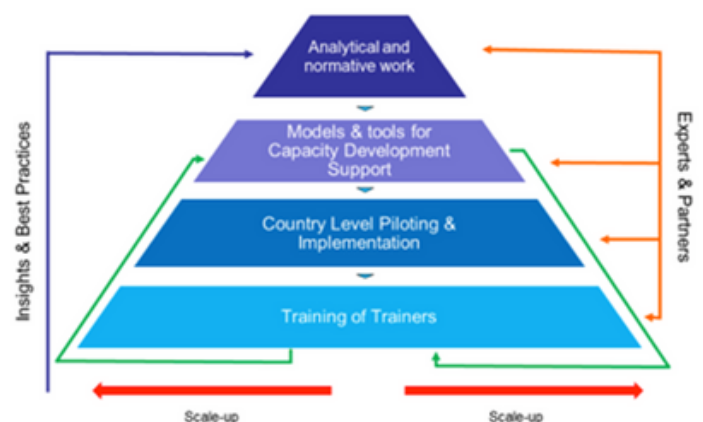 Analytical and
normative work
Models & tools for
Capacity Development
Support
Country Level Piloting &
Implementation
Training of Trainers
Insights & Best Practices
Experts & Partners
Scale-up
Scale-up